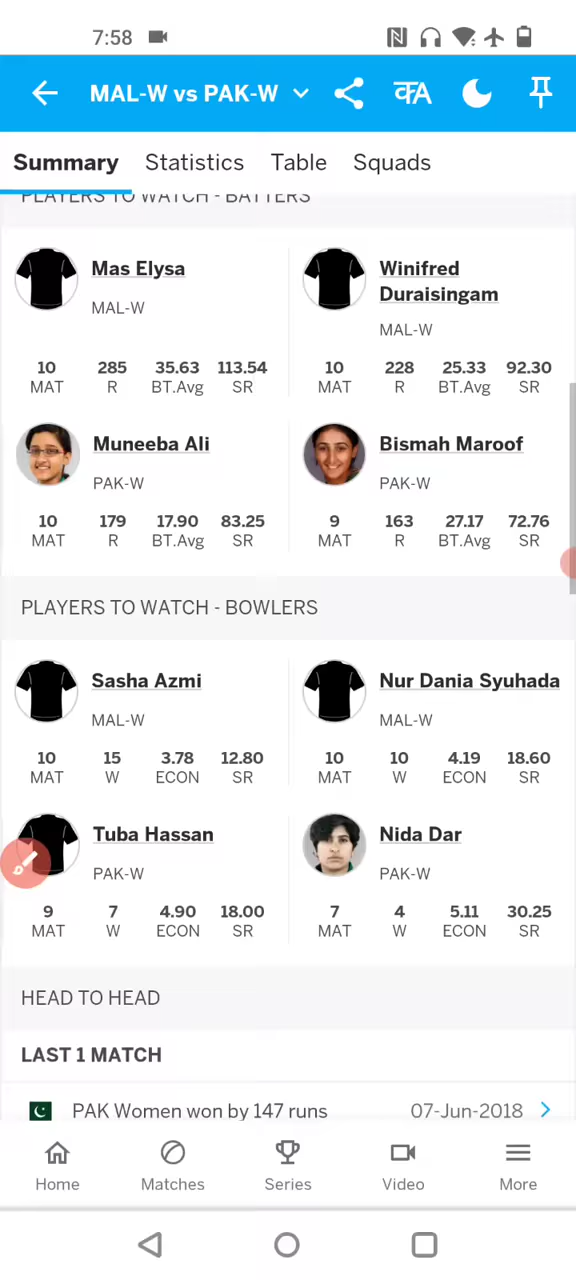 7:58
MAL-W vs PAK-W
Summary Statistics Table Squads
PLAYERS TO WATCH - BATTERS
Mas Elysa
MAL-W
10 285 35.63 113.54
MAT R BT.Avg SR
Winifred
Duraisingam
MAL-W
10 228 25.33 92.30
MAT R BT.Avg SR
Muneeba Ali
PAK-W
10 179 17.90 83.25
MAT R BT.Avg SR
Bismah Maroof
PAK-W
9 163 27.17 72.76
MAT R BT.Avg SR
PLAYERS TO WATCH - BOWLERS
Sasha Azmi
MAL-W
10 15 3.78 12.80
MAT W ECON SR
Nur Dania Syuhada
MAL-W
10 10 4.19 18.60
MAT W ECON SR
Tuba Hassan
PAK-W
9 7 4.90 18.00
MAT W ECON SR
Nida Dar
PAK-W
7 4 5.11 30.25
MAT W ECON SR
HEAD TO HEAD
LAST 1 MATCH
PAK Women won by 147 runs 07-Jun-2018
Home Matches Series Video More